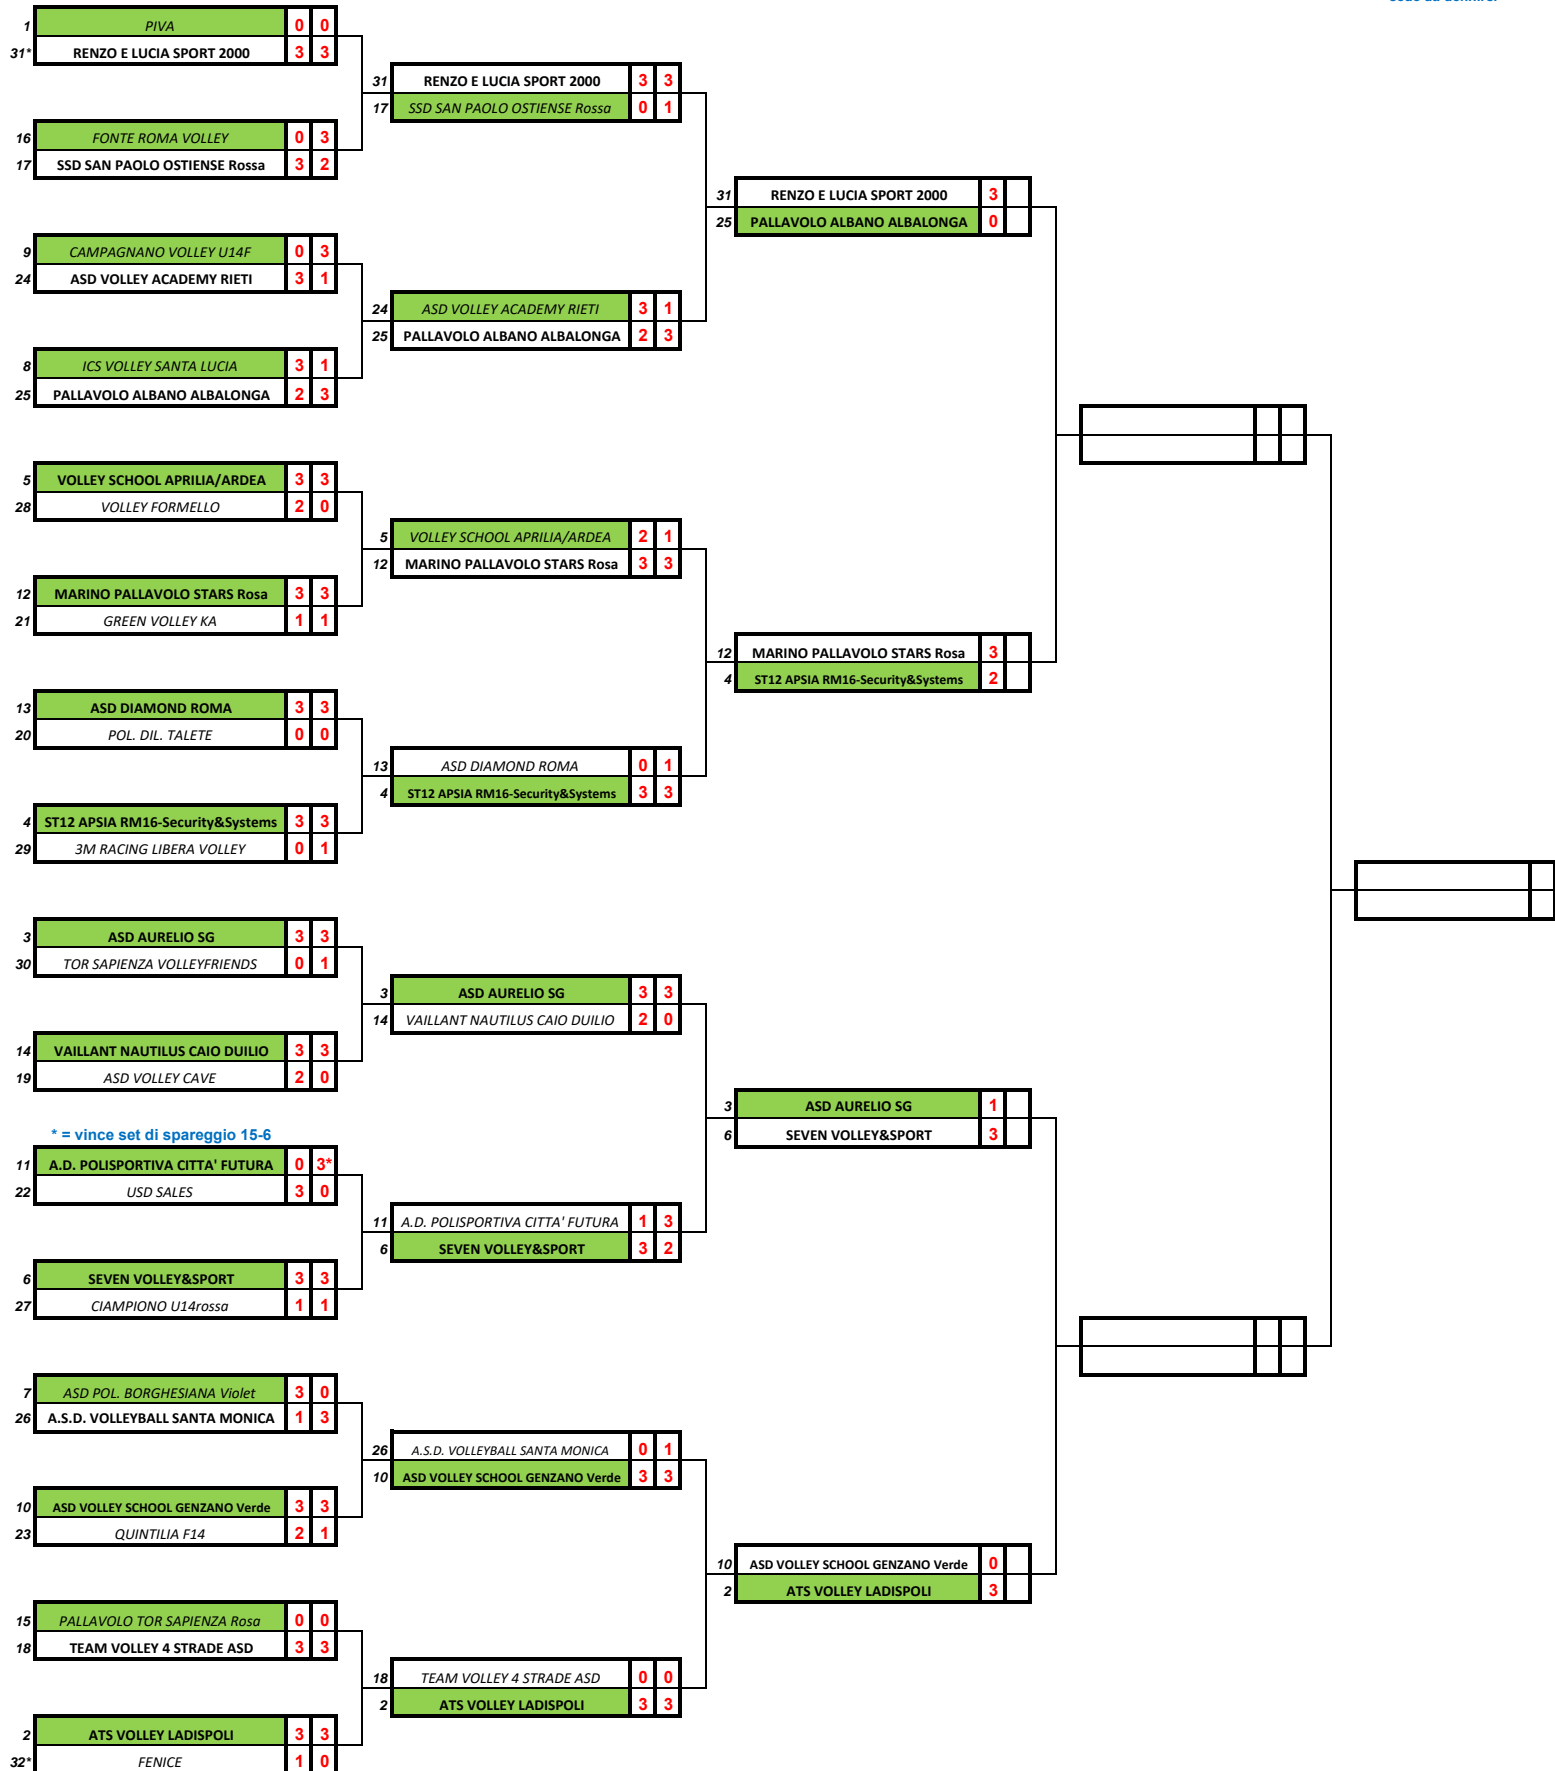 1 PIVA 0 0
31* RENZO E LUCIA SPORT 2000 3 3
31 RENZO E LUCIA SPORT 2000 3 3
17 SSD SAN PAOLO OSTIENSE Rossa 0 1
16 FONTE ROMA VOLLEY 0 3
17 SSD SAN PAOLO OSTIENSE Rossa 3 2
31 RENZO E LUCIA SPORT 2000 3
25 PALLAVOLO ALBANO ALBALONGA 0
9 CAMPAGNANO VOLLEY U14F 0 3
24 ASD VOLLEY ACADEMY RIETI 3 1
24 ASD VOLLEY ACADEMY RIETI 3 1
25 PALLAVOLO ALBANO ALBALONGA 2 3
8 ICS VOLLEY SANTA LUCIA 3 1
25 PALLAVOLO ALBANO ALBALONGA 2 3
5 VOLLEY SCHOOL APRILIA/ARDEA 3 3
28 VOLLEY FORMELLO 2 0
5 VOLLEY SCHOOL APRILIA/ARDEA 2 1
12 MARINO PALLAVOLO STARS Rosa 3 3
12 MARINO PALLAVOLO STARS Rosa 3 3
21 GREEN VOLLEY KA 1 1
12 MARINO PALLAVOLO STARS Rosa 3
4 ST12 APSIA RM16-Security&Systems 2
13 ASD DIAMOND ROMA 3 3
20 POL. DIL. TALETE 0 0
13 ASD DIAMOND ROMA 0 1
4 ST12 APSIA RM16-Security&Systems 3 3
4 ST12 APSIA RM16-Security&Systems 3 3
29 3M RACING LIBERA VOLLEY 0 1
3 ASD AURELIO SG 3 3
30 TOR SAPIENZA VOLLEYFRIENDS 0 1
3 ASD AURELIO SG 3 3
14 VAILLANT NAUTILUS CAIO DUILIO 2 0
14 VAILLANT NAUTILUS CAIO DUILIO 3 3
19 ASD VOLLEY CAVE 2 0
3 ASD AURELIO SG 1
6 SEVEN VOLLEY&SPORT 3
* = vince set di spareggio 15-6
11 A.D. POLISPORTIVA CITTA' FUTURA 0 3*
22 USD SALES 3 0
11 A.D. POLISPORTIVA CITTA' FUTURA 1 3
6 SEVEN VOLLEY&SPORT 3 2
6 SEVEN VOLLEY&SPORT 3 3
27 CIAMPIONO U14rossa 1 1
7 ASD POL. BORGHESIANA Violet 3 0
26 A.S.D. VOLLEYBALL SANTA MONICA 1 3
26 A.S.D. VOLLEYBALL SANTA MONICA 0 1
10 ASD VOLLEY SCHOOL GENZANO Verde 3 3
10 ASD VOLLEY SCHOOL GENZANO Verde 3 3
23 QUINTILIA F14 2 1
10 ASD VOLLEY SCHOOL GENZANO Verde 0
2 ATS VOLLEY LADISPOLI 3
15 PALLAVOLO TOR SAPIENZA Rosa 0 0
18 TEAM VOLLEY 4 STRADE ASD 3 3
18 TEAM VOLLEY 4 STRADE ASD 0 0
2 ATS VOLLEY LADISPOLI 3 3
2 ATS VOLLEY LADISPOLI 3 3
32* FENICE 1 0